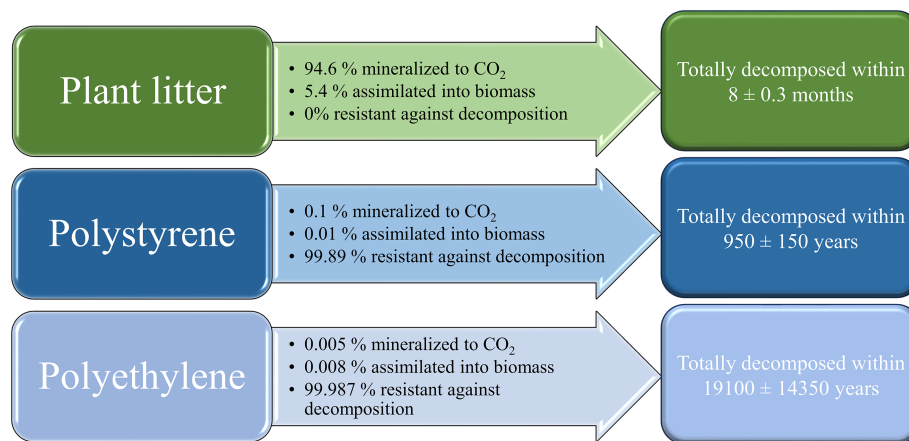 Plant litter
• 94.6 % mineralized to CO₂
• 5.4 % assimilated into biomass
• 0% resistant against decomposition
Totally decomposed within
8 ± 0.3 months
Polystyrene
• 0.1 % mineralized to CO₂
• 0.01 % assimilated into biomass
• 99.89 % resistant against decomposition
Totally decomposed within
950 ± 150 years
Polyethylene
• 0.005 % mineralized to CO₂
• 0.008 % assimilated into biomass
• 99.987 % resistant against
decomposition
Totally decomposed within
19100 ± 14350 years